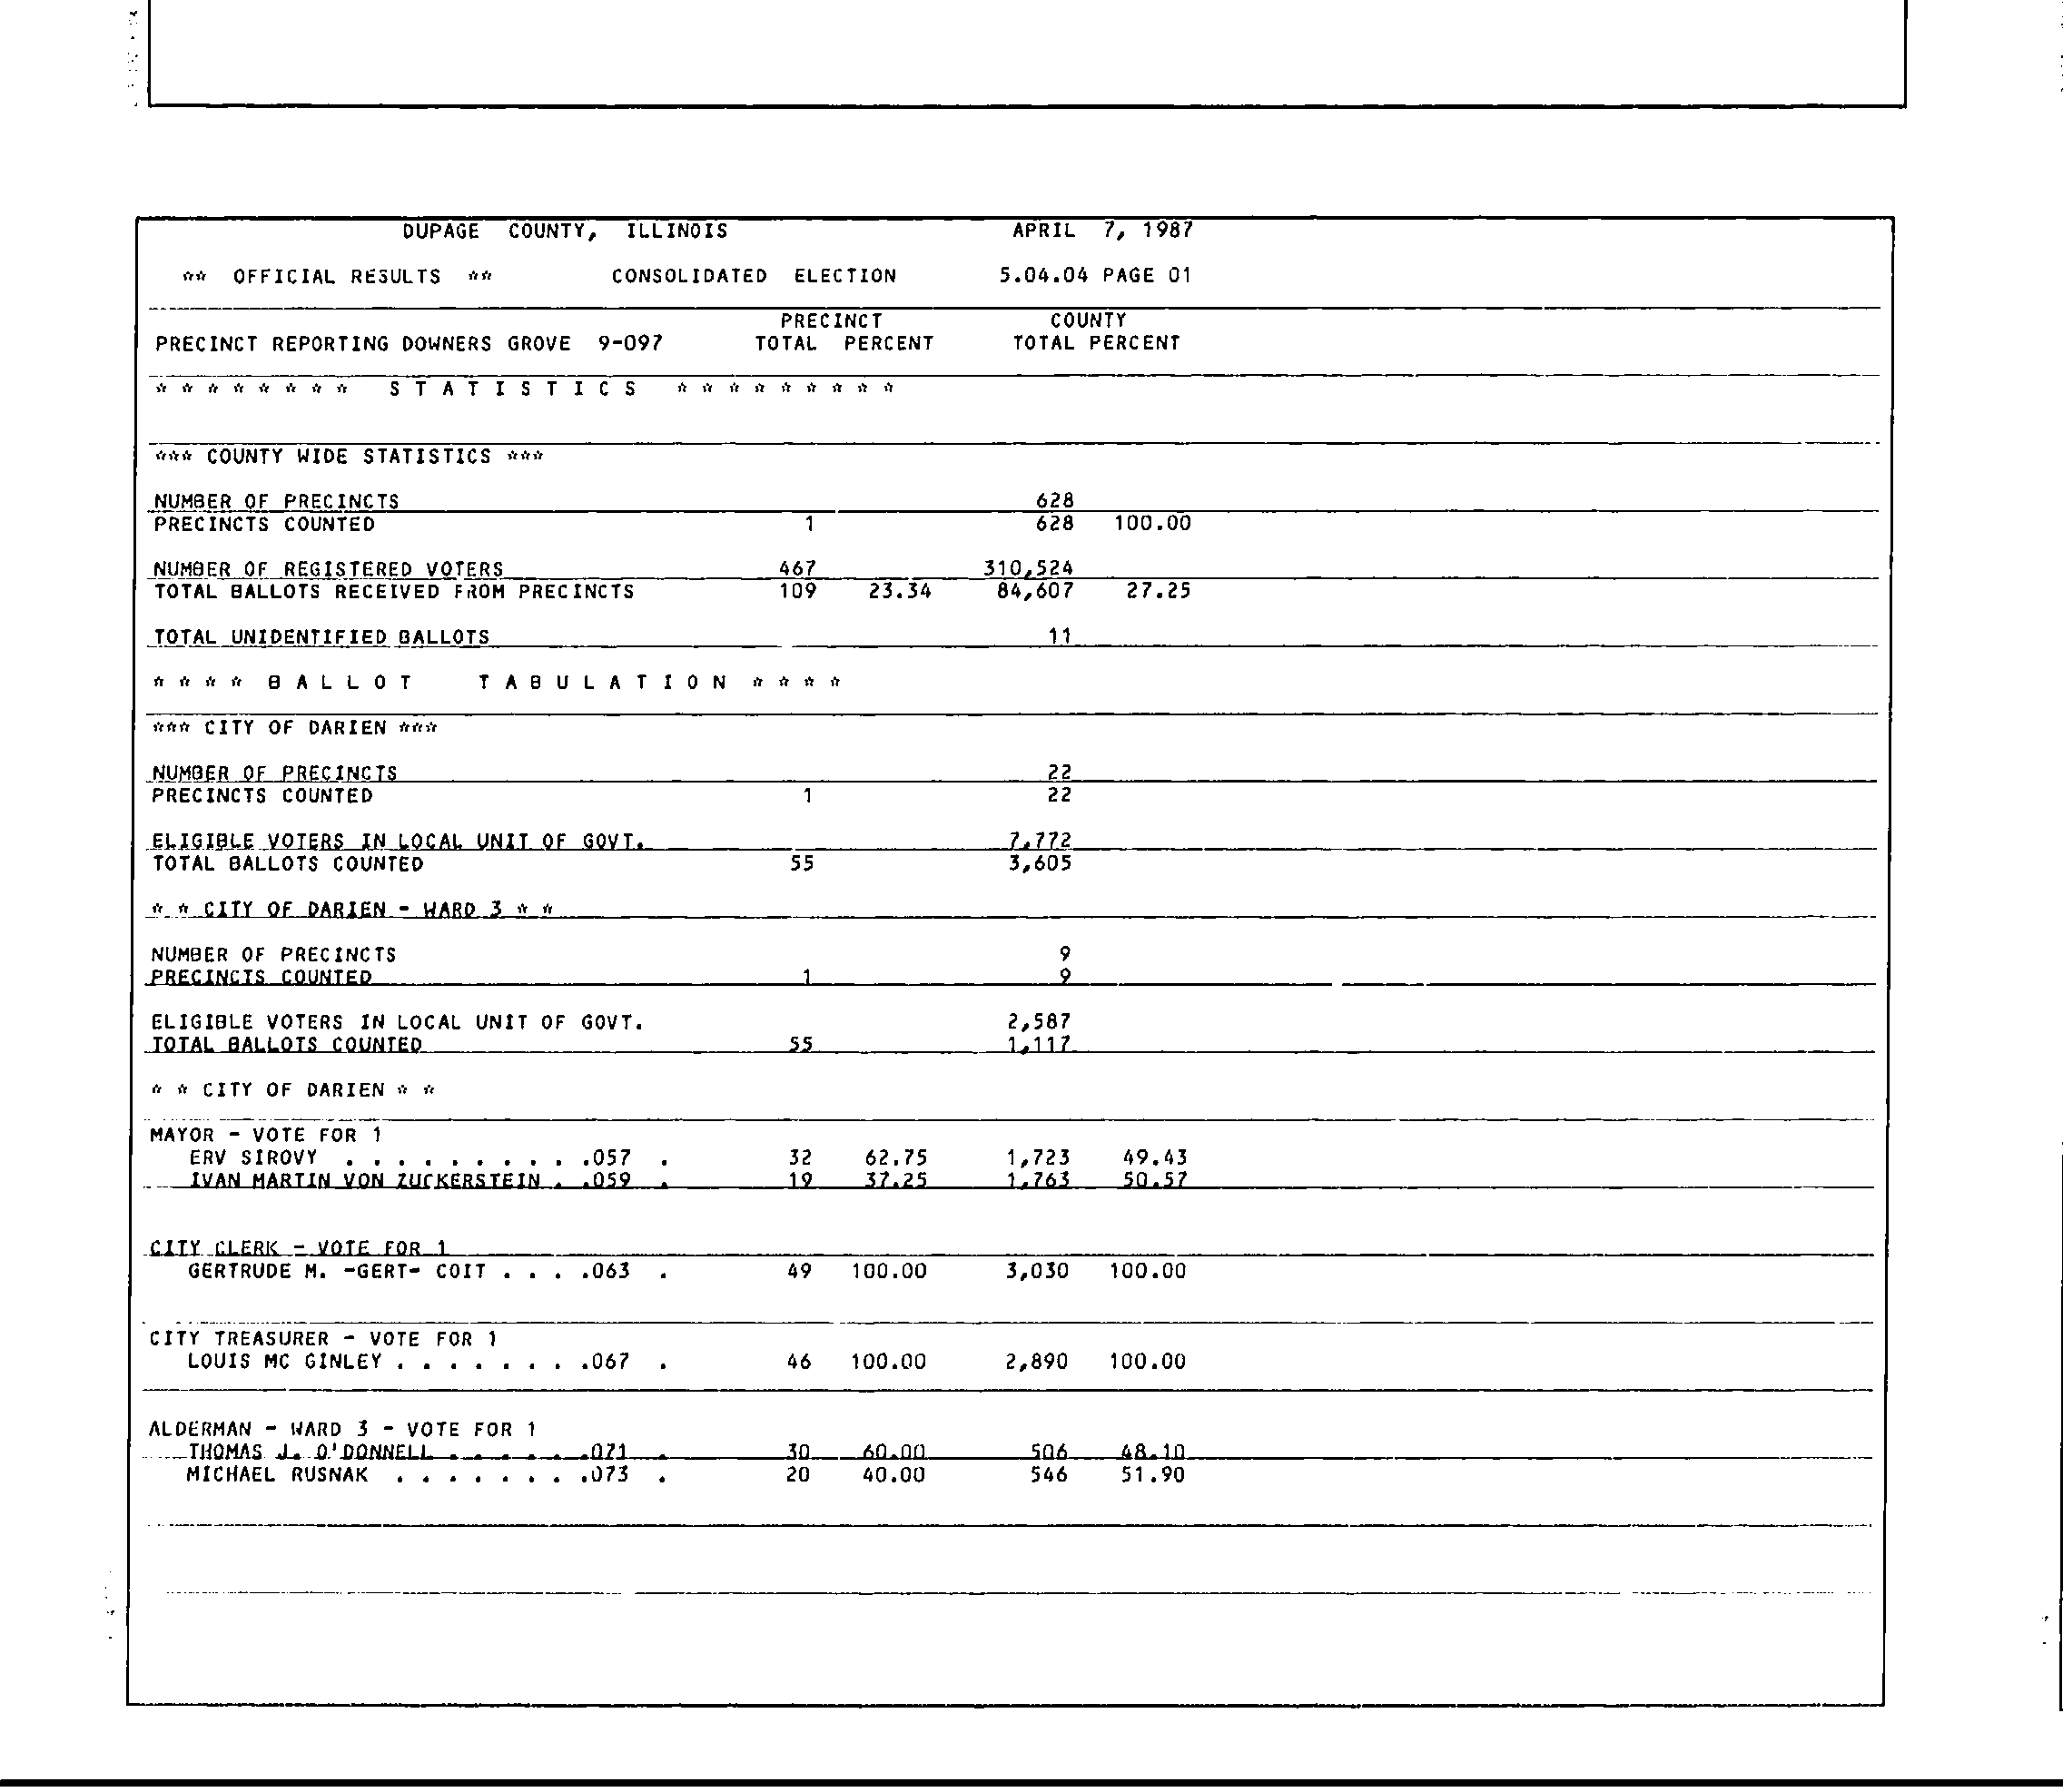 DUPAGE COUNTY, ILLINOIS APRIL 7, 1987
** OFFICIAL RESULTS ** CONSOLIDATED ELECTION 5.04.04 PAGE 01
PRECINCT COUNTY
PRECINCT REPORTING DOWNERS GROVE 9-097 TOTAL PERCENT TOTAL PERCENT
* * * * * * * * S T A T I S T I C S * * * * * * * * *
*** COUNTY WIDE STATISTICS ***
NUMBER OF PRECINCTS 628
PRECINCTS COUNTED 1 628 100.00
NUMBER OF REGISTERED VOTERS 467 310,524
TOTAL BALLOTS RECEIVED FROM PRECINCTS 109 23.34 84,607 27.25
TOTAL UNIDENTIFIED BALLOTS 11
* * * * B A L L O T T A B U L A T I O N * * * *
*** CITY OF DARIEN ***
NUMBER OF PRECINCTS 22
PRECINCTS COUNTED 1 22
ELIGIBLE VOTERS IN LOCAL UNIT OF GOVT. 7,772
TOTAL BALLOTS COUNTED 55 3,605
* * CITY OF DARIEN - WARD 3 * *
NUMBER OF PRECINCTS 9
PRECINCTS COUNTED 1 9
ELIGIBLE VOTERS IN LOCAL UNIT OF GOVT. 2,587
TOTAL BALLOTS COUNTED 55 1,117
* * CITY OF DARIEN * *
MAYOR - VOTE FOR 1
ERV SIROVY . . . . . . . . . .057 . 32 62.75 1,723 49.43
IVAN MARTIN VON ZUCKERSTEIN . .059 . 19 37.25 1,763 50.57
CITY CLERK - VOTE FOR 1
GERTRUDE M. -GERT- COIT . . . .063 . 49 100.00 3,030 100.00
CITY TREASURER - VOTE FOR 1
LOUIS MC GINLEY . . . . . . . .067 . 46 100.00 2,890 100.00
ALDERMAN - WARD 3 - VOTE FOR 1
THOMAS J. O'DONNELL . . . . . .071 . 30 60.00 506 48.10
MICHAEL RUSNAK . . . . . . . .073 . 20 40.00 546 51.90